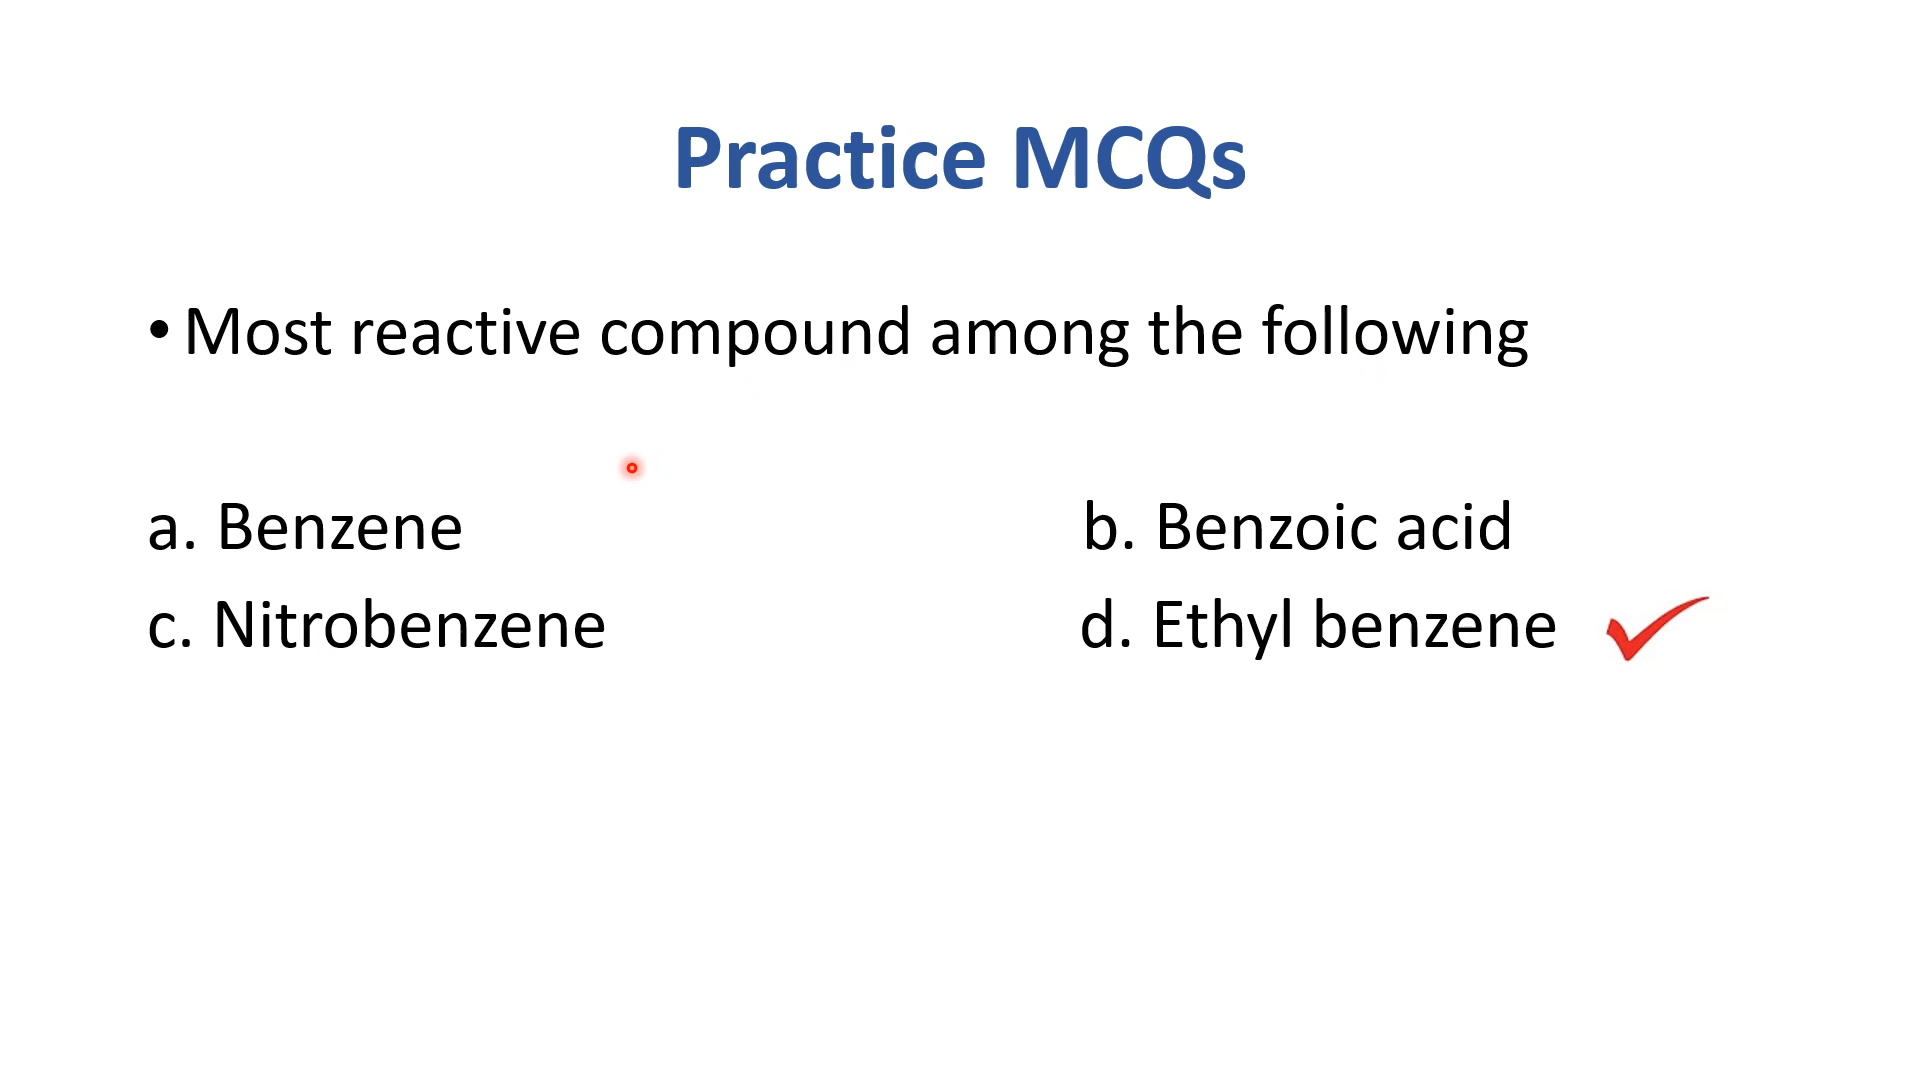 Practice MCQs
• Most reactive compound among the following
a. Benzene b. Benzoic acid
c. Nitrobenzene d. Ethyl benzene